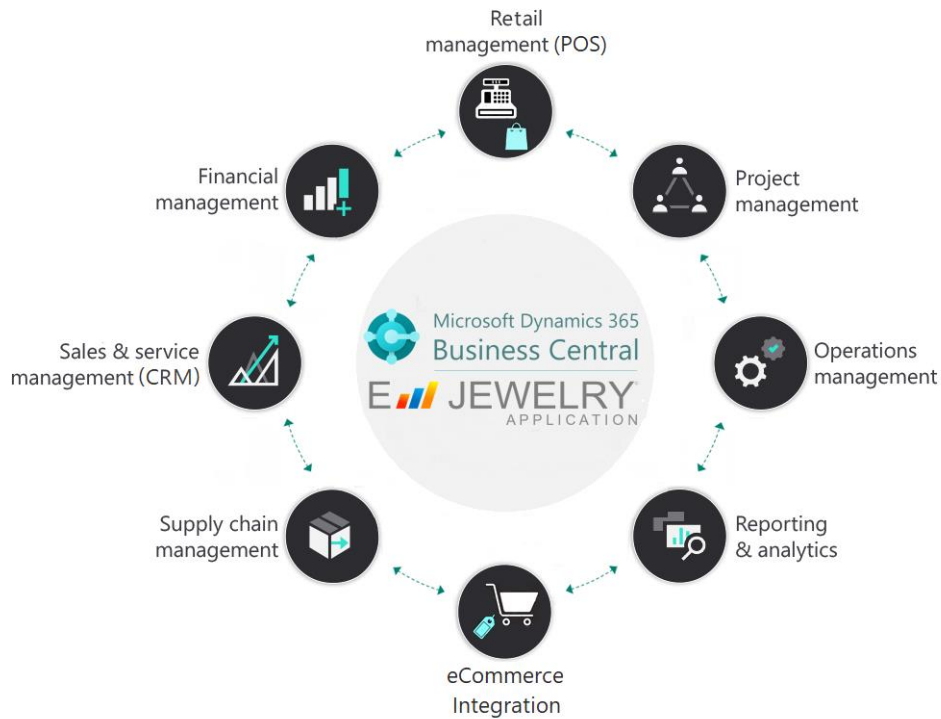 Retail
management (POS)
Financial
management
Project
management
Sales & service
management (CRM)
Microsoft Dynamics 365
Business Central
E JEWELRY
APPLICATION
Operations
management
Supply chain
management
Reporting
& analytics
eCommerce
Integration